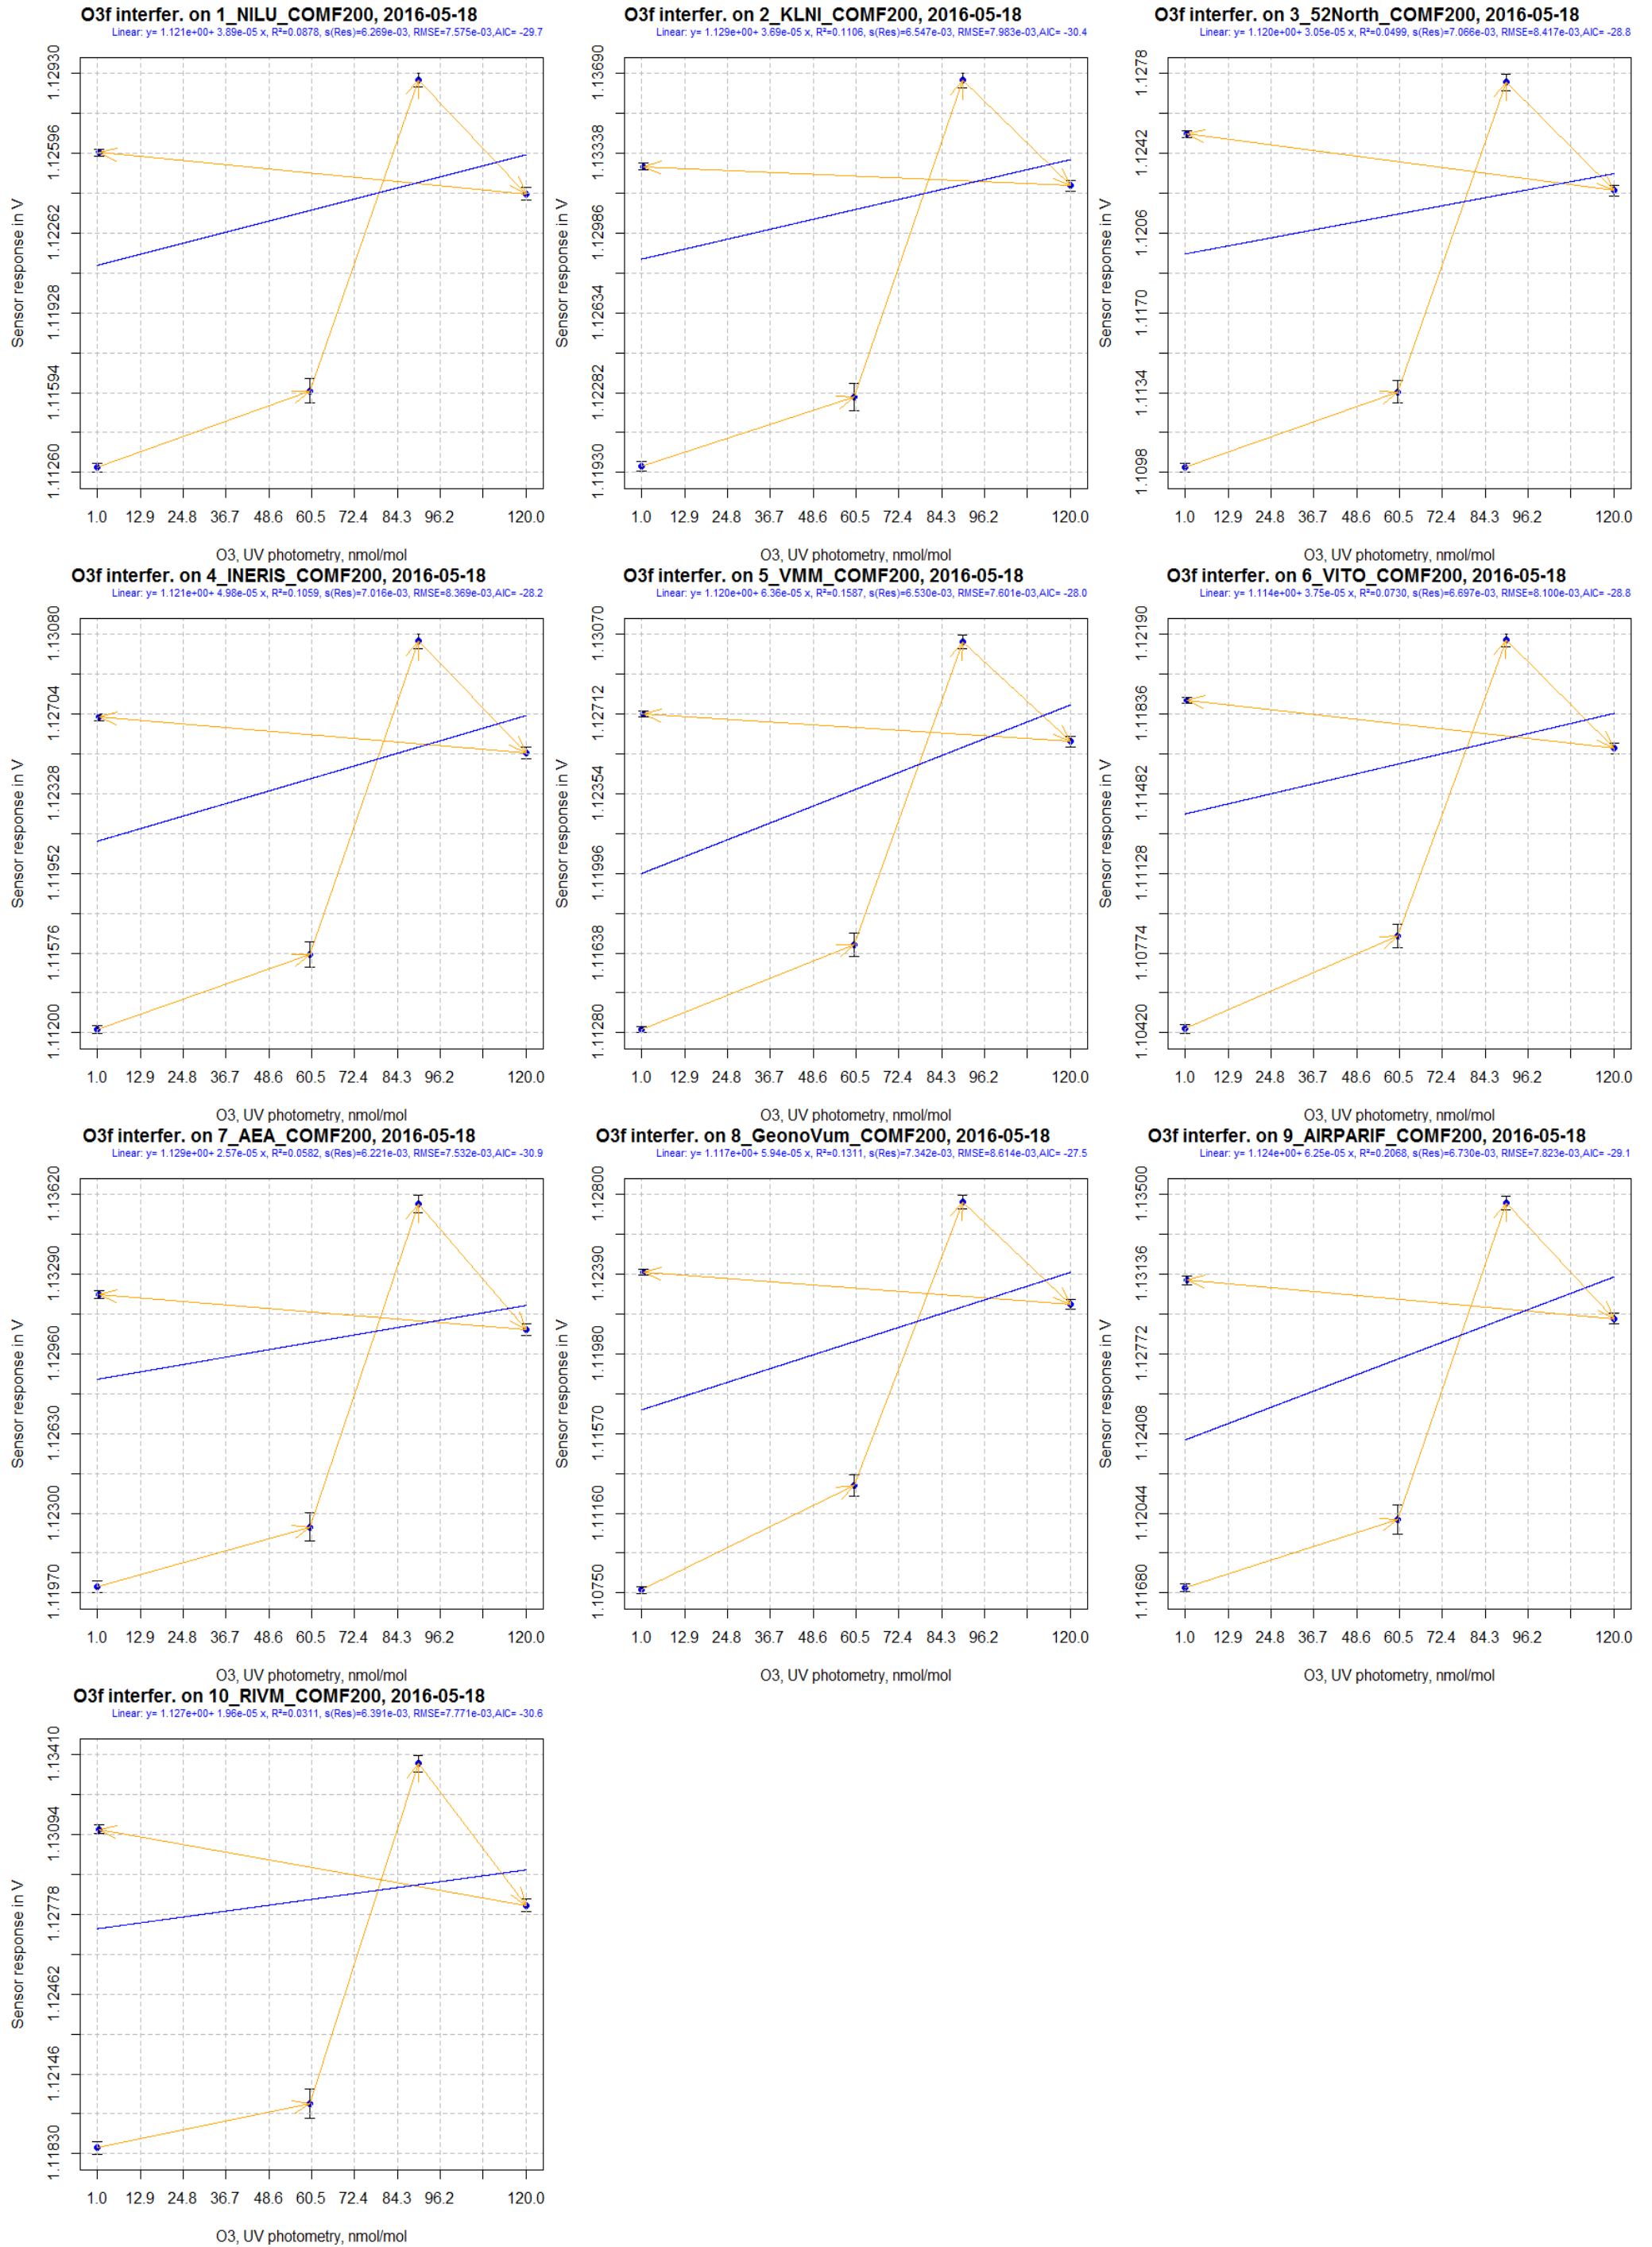 O3f interfer. on 1_NILU_COMF200, 2016-05-18
Linear: y= 1.121e+00+ 3.89e-05 x, R²=0.0878, s(Res)=6.269e-03, RMSE=7.575e-03,AIC= -29.7
Sensor response in V
1.11260 1.11594 1.11928 1.12262 1.12596 1.12930
1.0 12.9 24.8 36.7 48.6 60.5 72.4 84.3 96.2 120.0
O3, UV photometry, nmol/mol
O3f interfer. on 2_KLNI_COMF200, 2016-05-18
Linear: y= 1.129e+00+ 3.69e-05 x, R²=0.1106, s(Res)=6.547e-03, RMSE=7.983e-03,AIC= -30.4
Sensor response in V
1.11930 1.12282 1.12634 1.12986 1.13338 1.13690
1.0 12.9 24.8 36.7 48.6 60.5 72.4 84.3 96.2 120.0
O3, UV photometry, nmol/mol
O3f interfer. on 3_52North_COMF200, 2016-05-18
Linear: y= 1.120e+00+ 3.05e-05 x, R²=0.0499, s(Res)=7.066e-03, RMSE=8.417e-03,AIC= -28.8
Sensor response in V
1.1098 1.1134 1.1170 1.1206 1.1242 1.1278
1.0 12.9 24.8 36.7 48.6 60.5 72.4 84.3 96.2 120.0
O3, UV photometry, nmol/mol
O3f interfer. on 4_INERIS_COMF200, 2016-05-18
Linear: y= 1.121e+00+ 4.98e-05 x, R²=0.1059, s(Res)=7.016e-03, RMSE=8.369e-03,AIC= -28.2
Sensor response in V
1.11200 1.11576 1.11952 1.12328 1.12704 1.13080
1.0 12.9 24.8 36.7 48.6 60.5 72.4 84.3 96.2 120.0
O3, UV photometry, nmol/mol
O3f interfer. on 5_VMM_COMF200, 2016-05-18
Linear: y= 1.120e+00+ 6.36e-05 x, R²=0.1587, s(Res)=6.530e-03, RMSE=7.601e-03,AIC= -28.0
Sensor response in V
1.11280 1.11638 1.11996 1.12354 1.12712 1.13070
1.0 12.9 24.8 36.7 48.6 60.5 72.4 84.3 96.2 120.0
O3, UV photometry, nmol/mol
O3f interfer. on 6_VITO_COMF200, 2016-05-18
Linear: y= 1.114e+00+ 3.75e-05 x, R²=0.0730, s(Res)=6.697e-03, RMSE=8.100e-03,AIC= -28.8
Sensor response in V
1.10420 1.10774 1.11128 1.11482 1.11836 1.12190
1.0 12.9 24.8 36.7 48.6 60.5 72.4 84.3 96.2 120.0
O3, UV photometry, nmol/mol
O3f interfer. on 7_AEA_COMF200, 2016-05-18
Linear: y= 1.129e+00+ 2.57e-05 x, R²=0.0582, s(Res)=6.221e-03, RMSE=7.532e-03,AIC= -30.9
Sensor response in V
1.11970 1.12300 1.12630 1.12960 1.13290 1.13620
1.0 12.9 24.8 36.7 48.6 60.5 72.4 84.3 96.2 120.0
O3, UV photometry, nmol/mol
O3f interfer. on 8_GeonoVum_COMF200, 2016-05-18
Linear: y= 1.117e+00+ 5.94e-05 x, R²=0.1311, s(Res)=7.342e-03, RMSE=8.614e-03,AIC= -27.5
Sensor response in V
1.10750 1.11160 1.11570 1.11980 1.12390 1.12800
1.0 12.9 24.8 36.7 48.6 60.5 72.4 84.3 96.2 120.0
O3, UV photometry, nmol/mol
O3f interfer. on 9_AIRPARIF_COMF200, 2016-05-18
Linear: y= 1.124e+00+ 6.25e-05 x, R²=0.2068, s(Res)=6.730e-03, RMSE=7.823e-03,AIC= -29.1
Sensor response in V
1.11680 1.12044 1.12408 1.12772 1.13136 1.13500
1.0 12.9 24.8 36.7 48.6 60.5 72.4 84.3 96.2 120.0
O3, UV photometry, nmol/mol
O3f interfer. on 10_RIVM_COMF200, 2016-05-18
Linear: y= 1.127e+00+ 1.96e-05 x, R²=0.0311, s(Res)=6.391e-03, RMSE=7.771e-03,AIC= -30.6
Sensor response in V
1.11830 1.12146 1.12462 1.12778 1.13094 1.13410
1.0 12.9 24.8 36.7 48.6 60.5 72.4 84.3 96.2 120.0
O3, UV photometry, nmol/mol